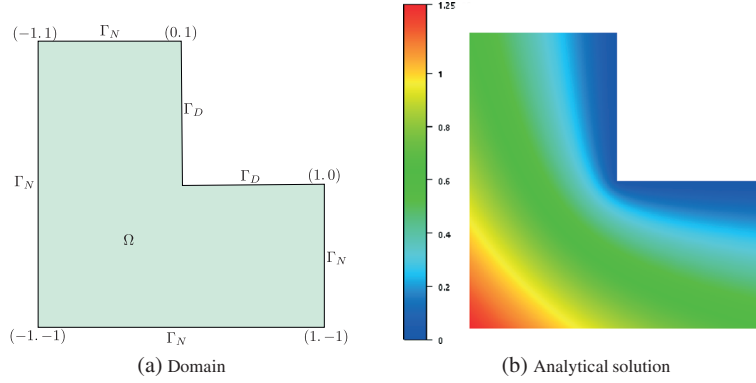 (-1.1)
Γ_N
(0.1)
Γ_D
Γ_N
Γ_D
(1.0)
Ω
Γ_N
(-1.-1)
Γ_N
(1.-1)
(a) Domain
1.25
1
0.8
0.6
0.4
0.2
0
(b) Analytical solution